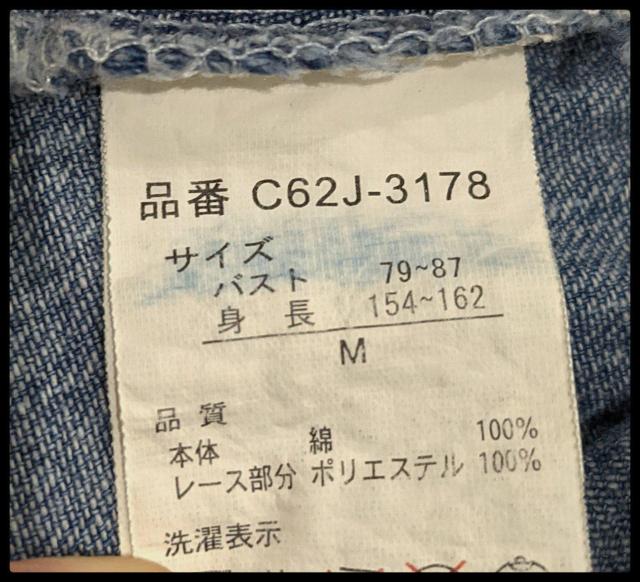 品番 C62J-3178
サイズ
バスト 79~87
身 長 154~162
M
品 質
本体 綿 100%
レース部分 ポリエステル 100%
洗濯表示